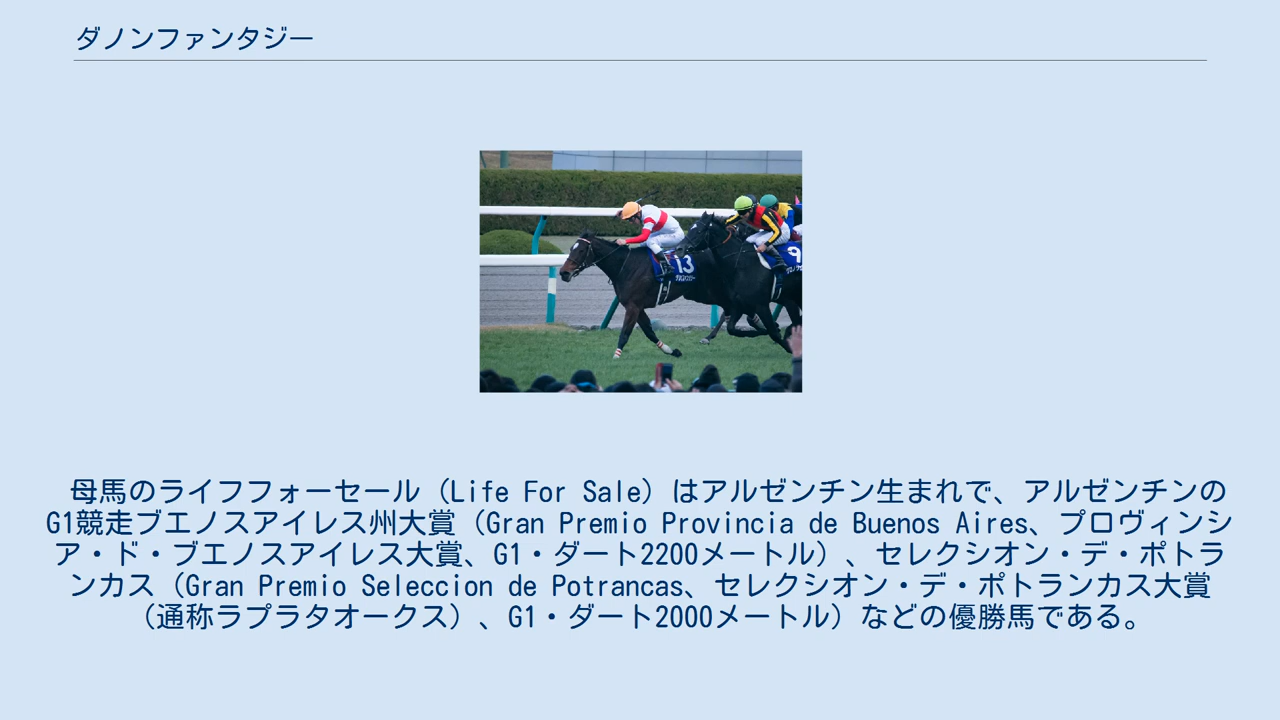 ダノンファンタジー
13
9
母馬のライフフォーセール（Life For Sale）はアルゼンチン生まれで、アルゼンチンの
G1競走ブエノスアイレス州大賞（Gran Premio Provincia de Buenos Aires、プロヴィンシ
ア・ド・ブエノスアイレス大賞、G1・ダート2200メートル）、セレクシオン・デ・ポトラ
ンカス（Gran Premio Seleccion de Potrancas、セレクシオン・デ・ポトランカス大賞
（通称ラプラタオークス）、G1・ダート2000メートル）などの優勝馬である。